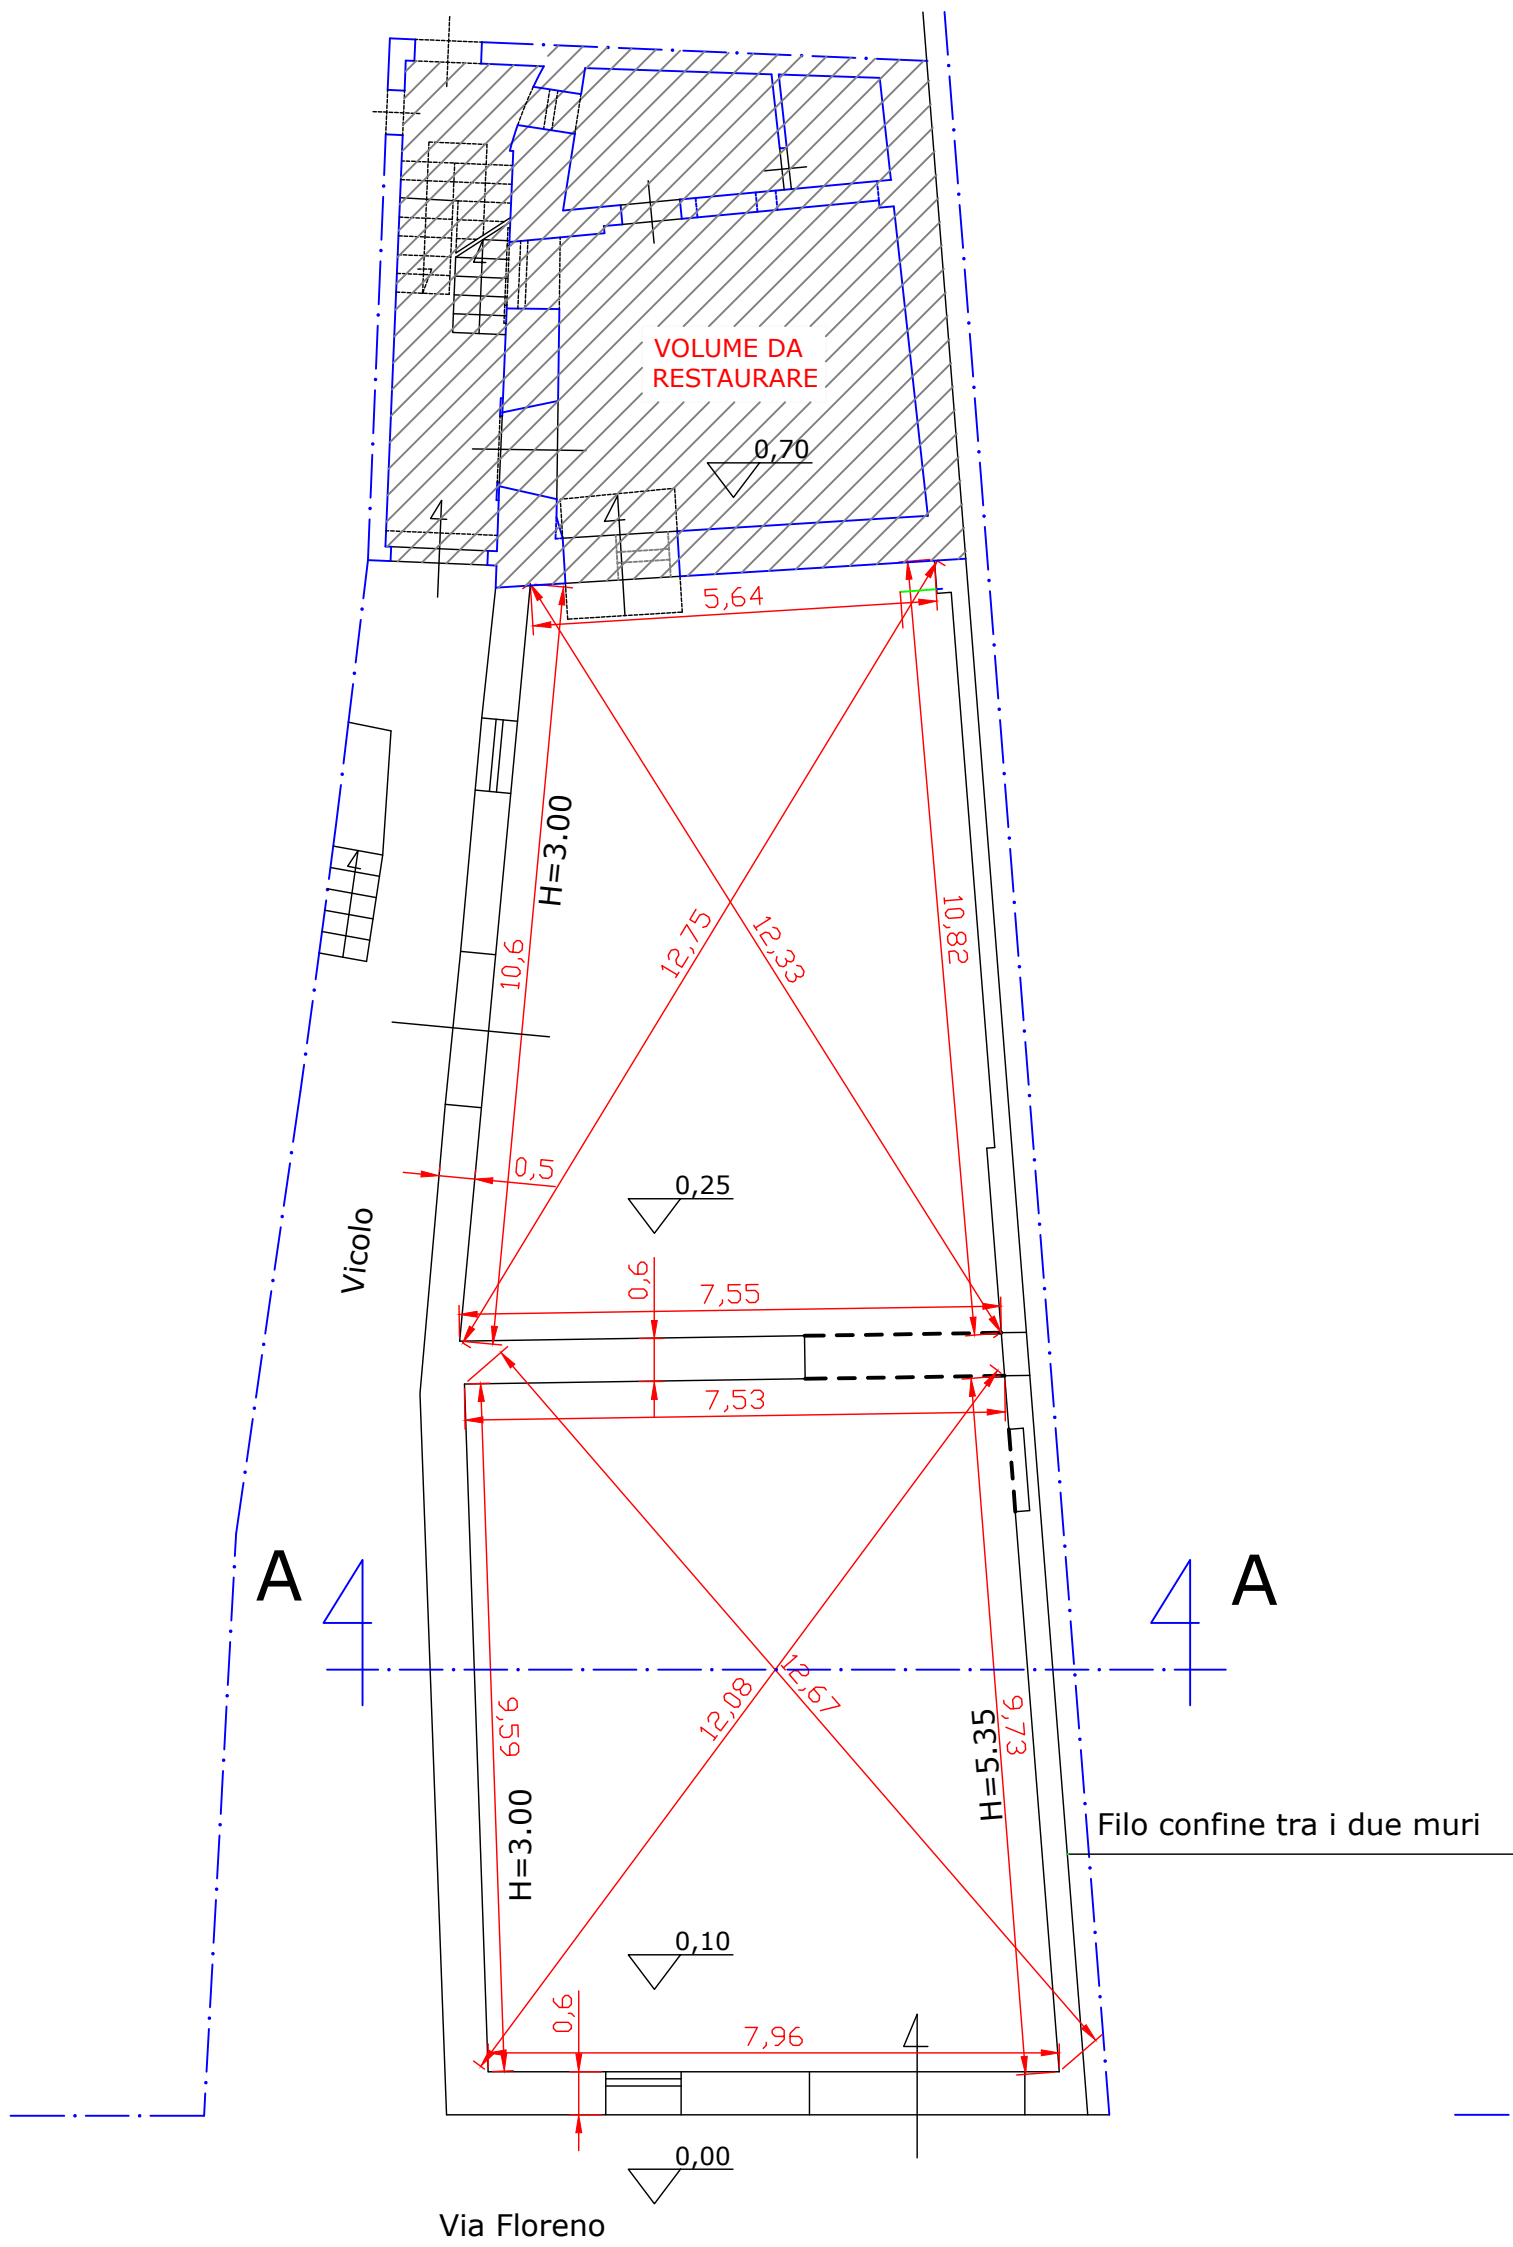 VOLUME DA
RESTAURARE
0,70
5,64
H=3.00
10,6
12,75
12,33
10,82
0,5
0,25
Vicolo
0,6
7,55
7,53
A
A
12,08
12,67
9,59
9,73
H=5.35
H=3.00
Filo confine tra i due muri
0,10
0,6
7,96
0,00
Via Floreno